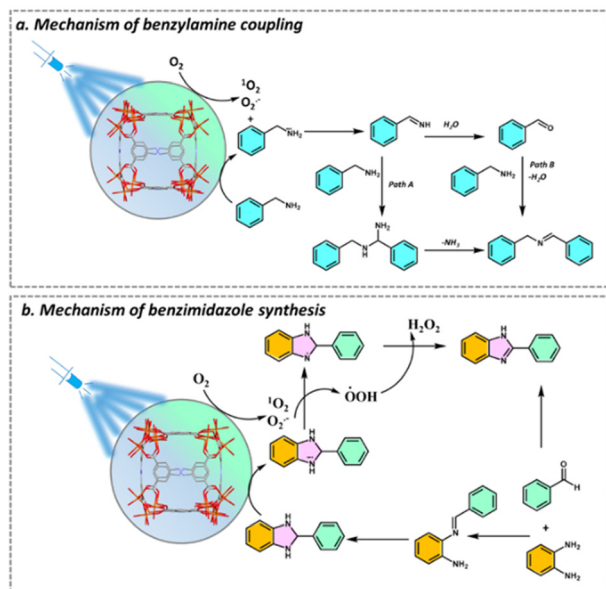 a. Mechanism of benzylamine coupling
O₂
¹O₂
O₂·⁻
+
NH₂
NH
H₂O
O
NH₂
Path A
NH₂
Path B
-H₂O
NH₂
NH₂
N
H
-NH₃
N
b. Mechanism of benzimidazole synthesis
H
N
N
H₂O₂
H
N
N
O₂
¹O₂
O₂·⁻
ȮOH
H
N
N
H
H
N
N
H
N
NH₂
O
H
+
NH₂
NH₂